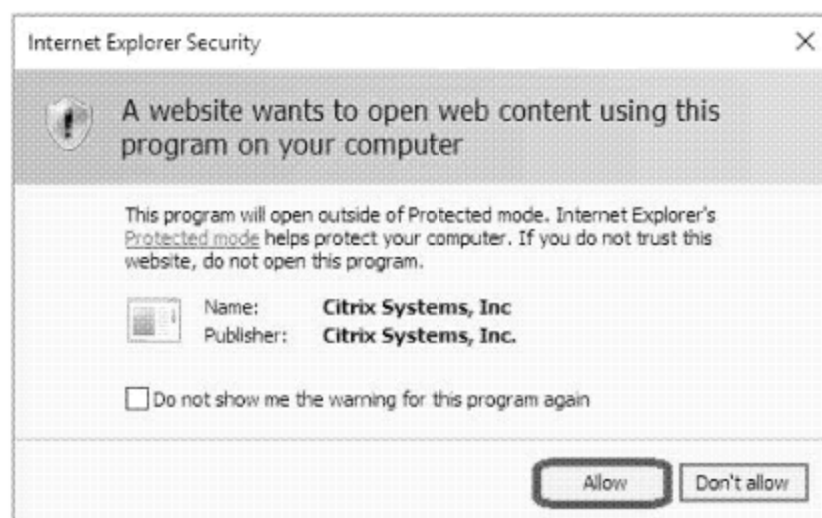 Internet Explorer Security
A website wants to open web content using this
program on your computer
This program will open outside of Protected mode. Internet Explorer's
Protected mode helps protect your computer. If you do not trust this
website, do not open this program.
Name: Citrix Systems, Inc
Publisher: Citrix Systems, Inc.
Do not show me the warning for this program again
Allow Don't allow